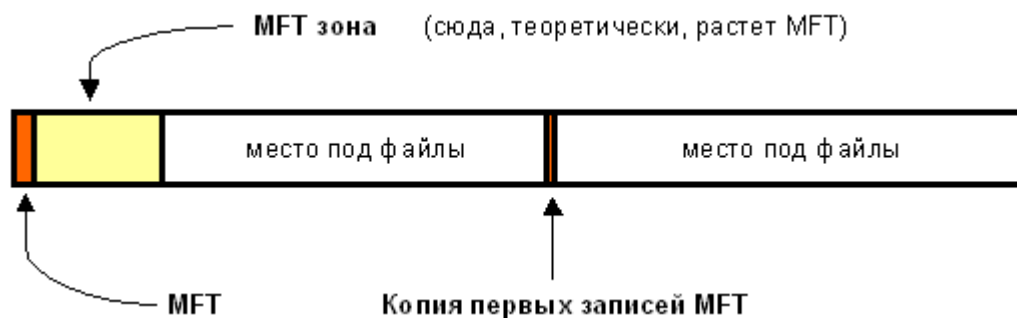 MFT зона (сюда, теоретически, растет MFT)
место под файлы
место под файлы
MFT
Копия первых записей MFT